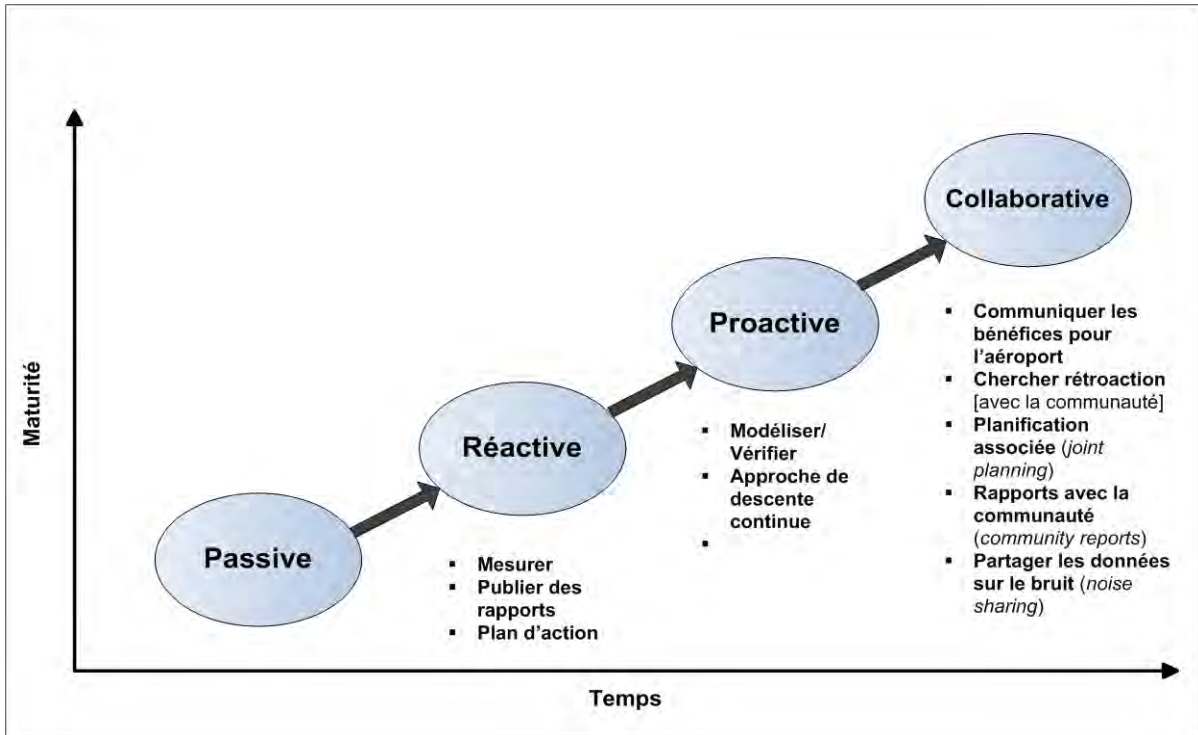 Collaborative
Proactive
Réactive
Passive
Maturité
▪ Mesurer
▪ Publier des
rapports
▪ Plan d'action
▪ Modéliser/
Vérifier
▪ Approche de
descente
continue
▪
▪ Communiquer les
bénéfices pour
l'aéroport
▪ Chercher rétroaction
[avec la communauté]
▪ Planification
associée (joint
planning)
▪ Rapports avec la
communauté
(community reports)
▪ Partager les données
sur le bruit (noise
sharing)
Temps